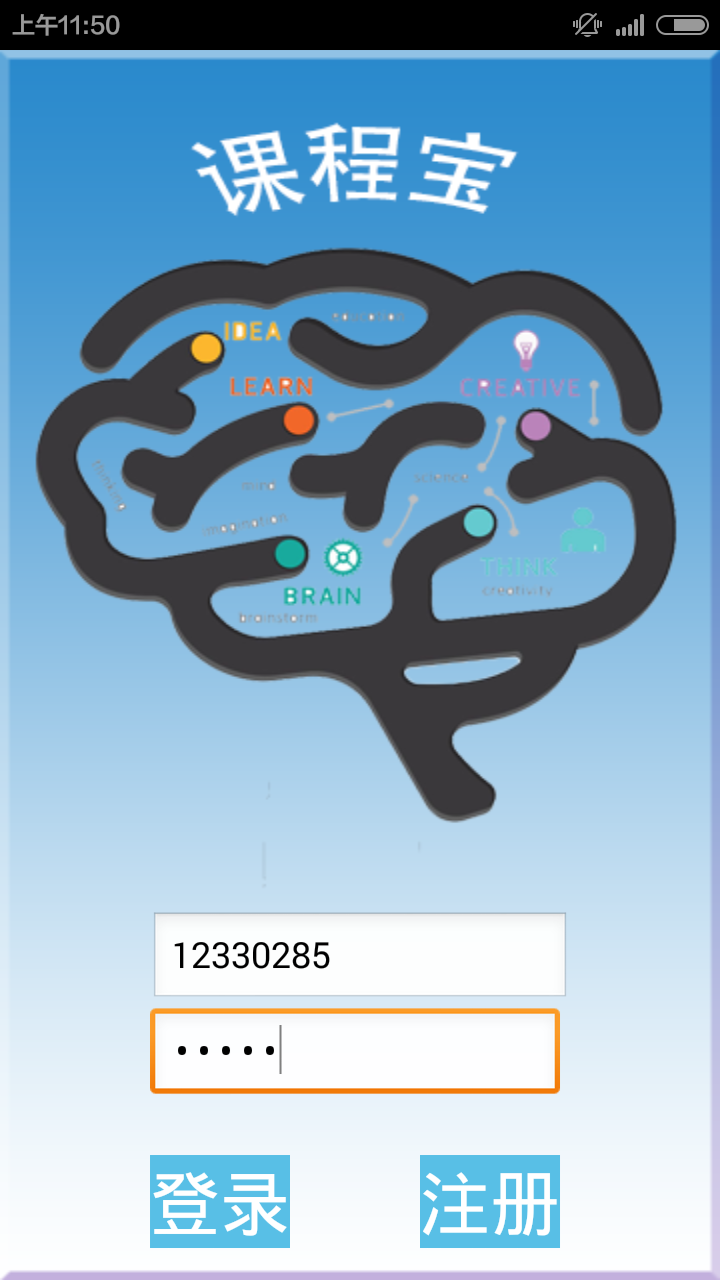 上午11:50
课程宝
education
IDEA
LEARN
CREATIVE
thinking
mind
science
imagination
THINK
BRAIN
creativity
brainstorm
12330285
•••••
登录
注册